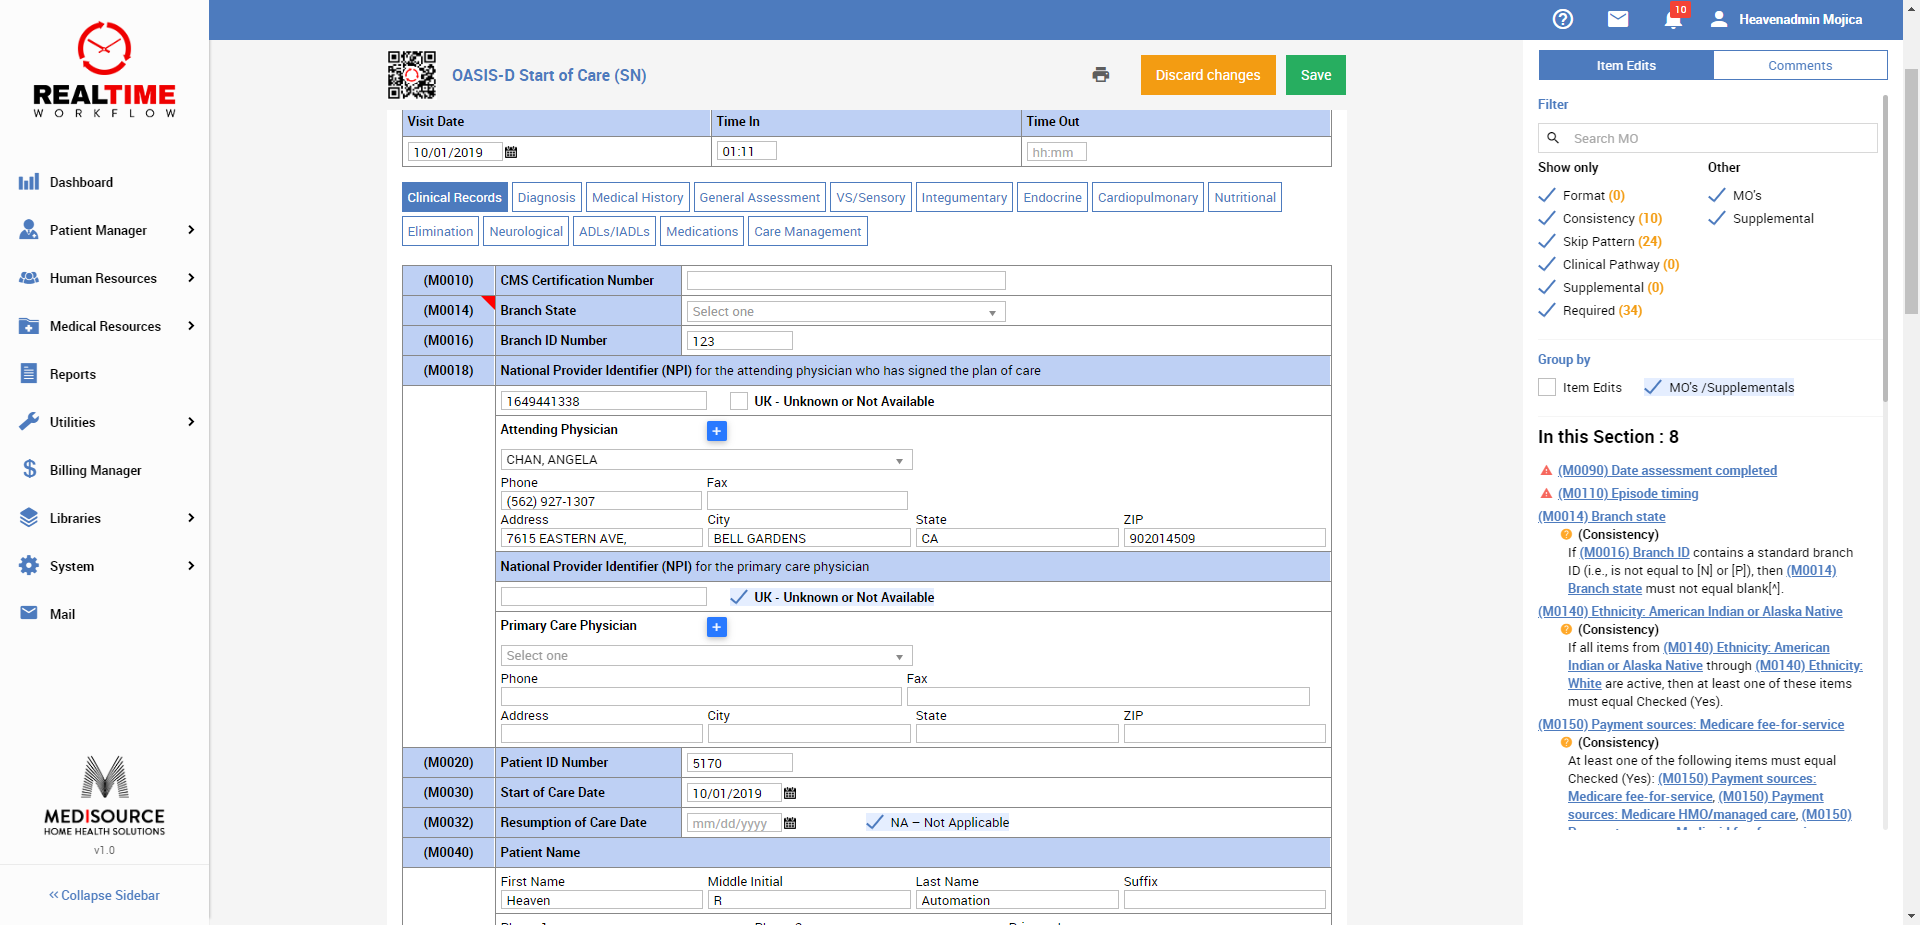 REALTIME
WORKFLOW
Dashboard
Patient Manager
Human Resources
Medical Resources
Reports
Utilities
Billing Manager
Libraries
System
Mail
MEDISOURCE
HOME HEALTH SOLUTIONS
v1.0
Collapse Sidebar
10
Heavenadmin Mojica
OASIS-D Start of Care (SN)
Discard changes
Save
Visit Date
Time In
Time Out
10/01/2019
01:11
hh:mm
Clinical Records
Diagnosis
Medical History
General Assessment
VS/Sensory
Integumentary
Endocrine
Cardiopulmonary
Nutritional
Elimination
Neurological
ADLs/IADLs
Medications
Care Management
(M0010) CMS Certification Number
(M0014) Branch State Select one
(M0016) Branch ID Number 123
(M0018) National Provider Identifier (NPI) for the attending physician who has signed the plan of care
1649441338 UK - Unknown or Not Available
Attending Physician +
CHAN, ANGELA
Phone Fax
(562) 927-1307
Address City State ZIP
7615 EASTERN AVE, BELL GARDENS CA 902014509
National Provider Identifier (NPI) for the primary care physician
UK - Unknown or Not Available
Primary Care Physician +
Select one
Phone Fax
Address City State ZIP
(M0020) Patient ID Number 5170
(M0030) Start of Care Date 10/01/2019
(M0032) Resumption of Care Date mm/dd/yyyy NA – Not Applicable
(M0040) Patient Name
First Name Middle Initial Last Name Suffix
Heaven R Automation
Item Edits
Comments
Filter
Search MO
Show only Other
Format (0) MO's
Consistency (10) Supplemental
Skip Pattern (24)
Clinical Pathway (0)
Supplemental (0)
Required (34)
Group by
Item Edits MO's /Supplementals
In this Section : 8
(M0090) Date assessment completed
(M0110) Episode timing
(M0014) Branch state
(Consistency)
If (M0016) Branch ID contains a standard branch
ID (i.e., is not equal to [N] or [P]), then (M0014)
Branch state must not equal blank[^].
(M0140) Ethnicity: American Indian or Alaska Native
(Consistency)
If all items from (M0140) Ethnicity: American
Indian or Alaska Native through (M0140) Ethnicity:
White are active, then at least one of these items
must equal Checked (Yes).
(M0150) Payment sources: Medicare fee-for-service
(Consistency)
At least one of the following items must equal
Checked (Yes): (M0150) Payment sources:
Medicare fee-for-service, (M0150) Payment
sources: Medicare HMO/managed care, (M0150)